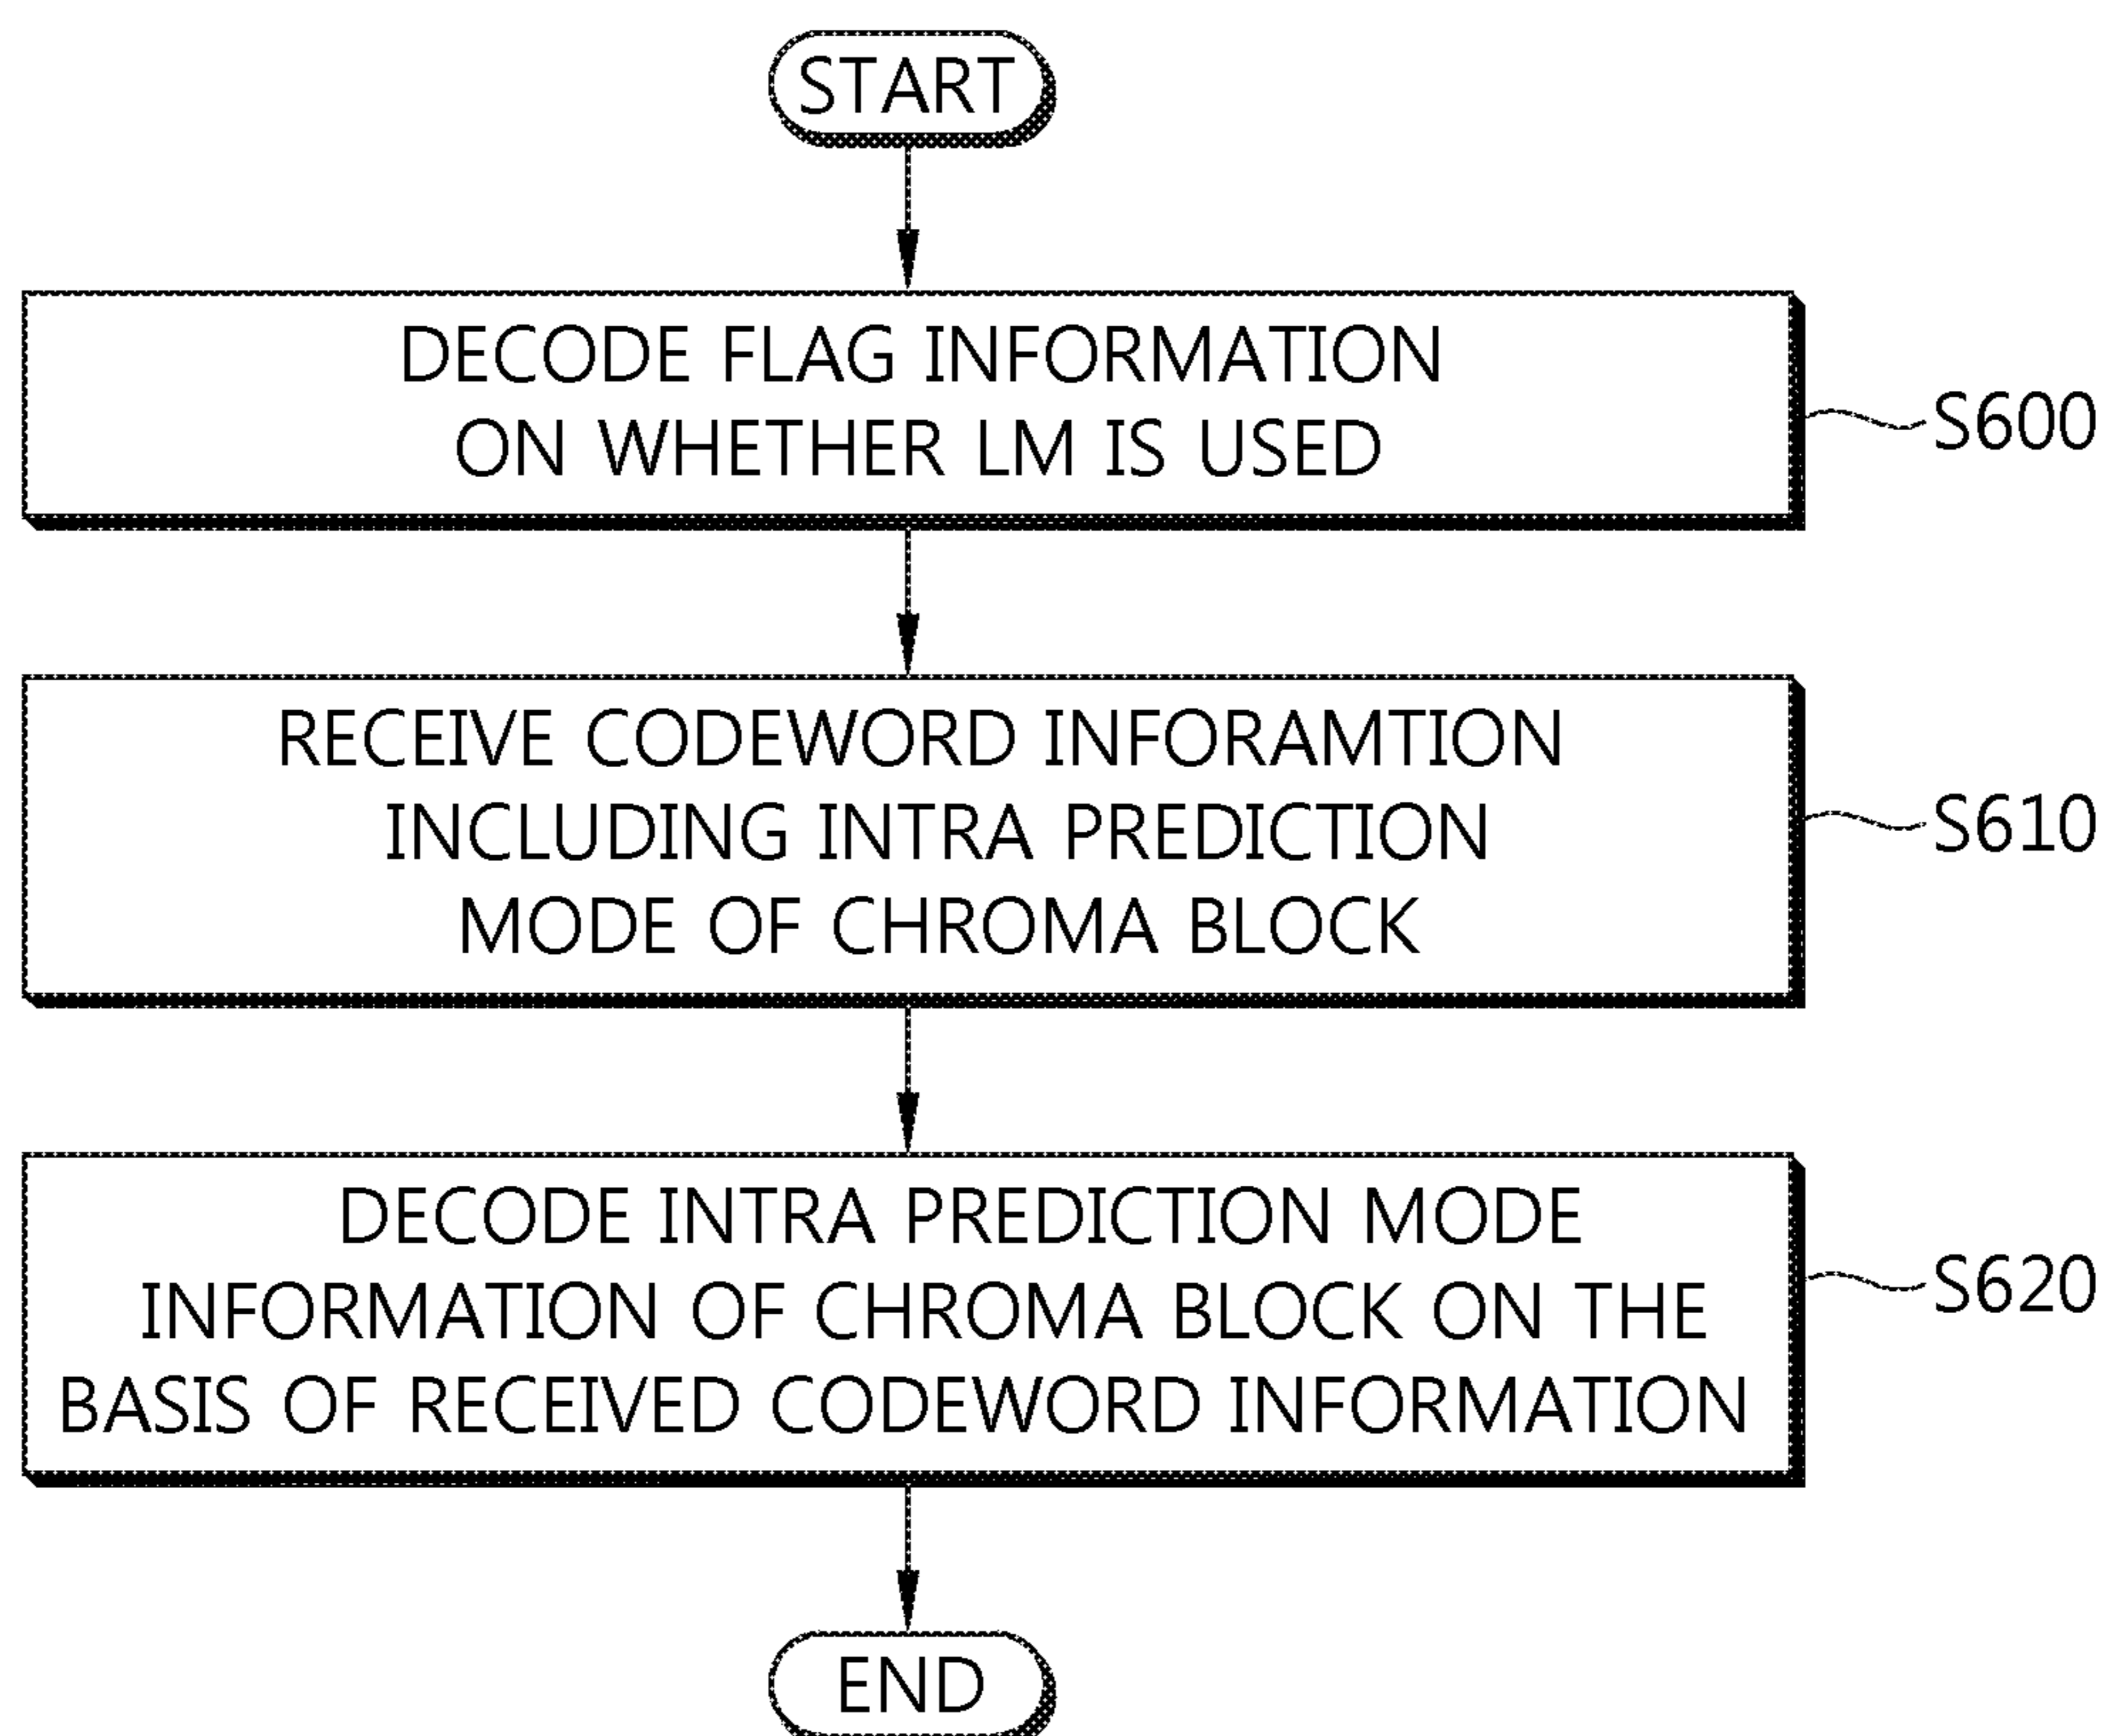 START
DECODE FLAG INFORMATION
ON WHETHER LM IS USED
S600
RECEIVE CODEWORD INFORAMTION
INCLUDING INTRA PREDICTION
MODE OF CHROMA BLOCK
S610
DECODE INTRA PREDICTION MODE
INFORMATION OF CHROMA BLOCK ON THE
BASIS OF RECEIVED CODEWORD INFORMATION
S620
END